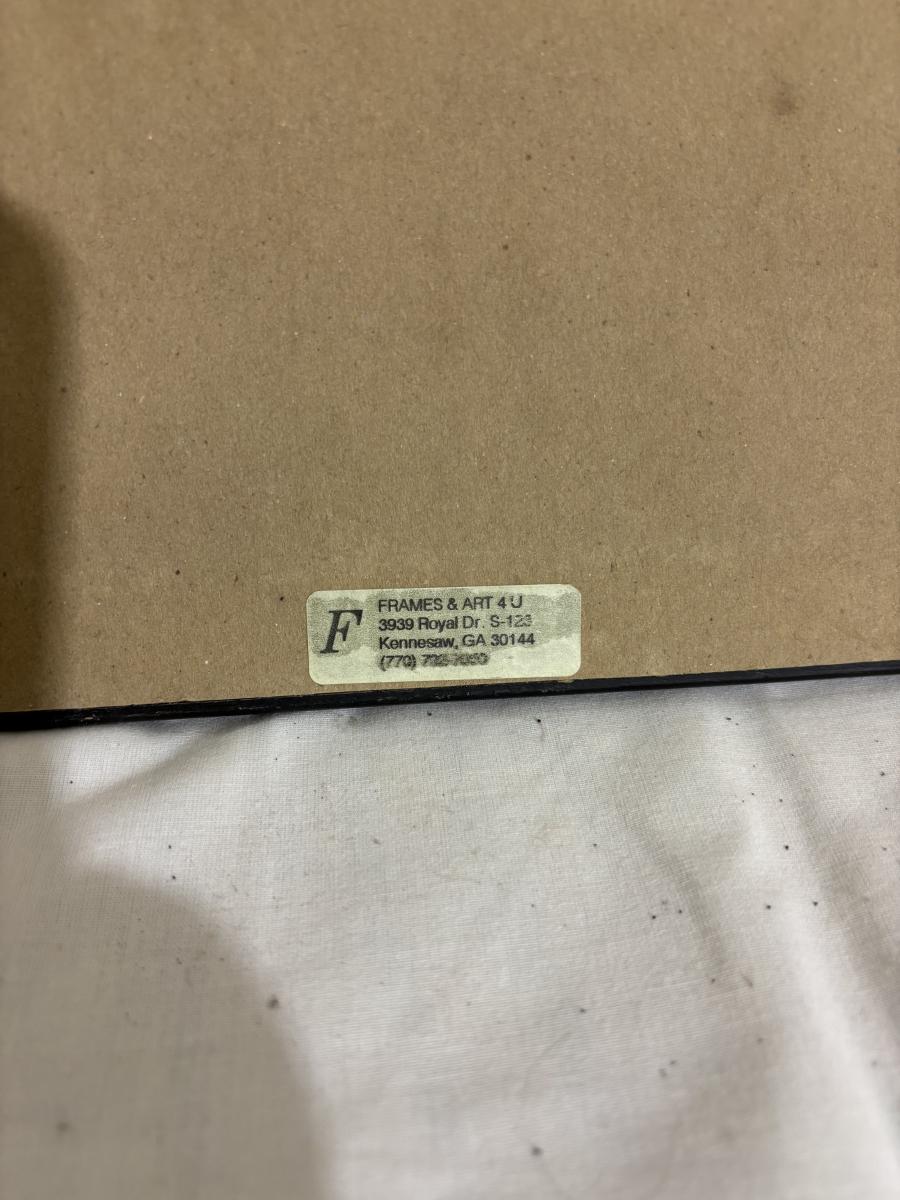 F
FRAMES & ART 4 U
3939 Royal Dr. S-123
Kennesaw, GA 30144
(770)